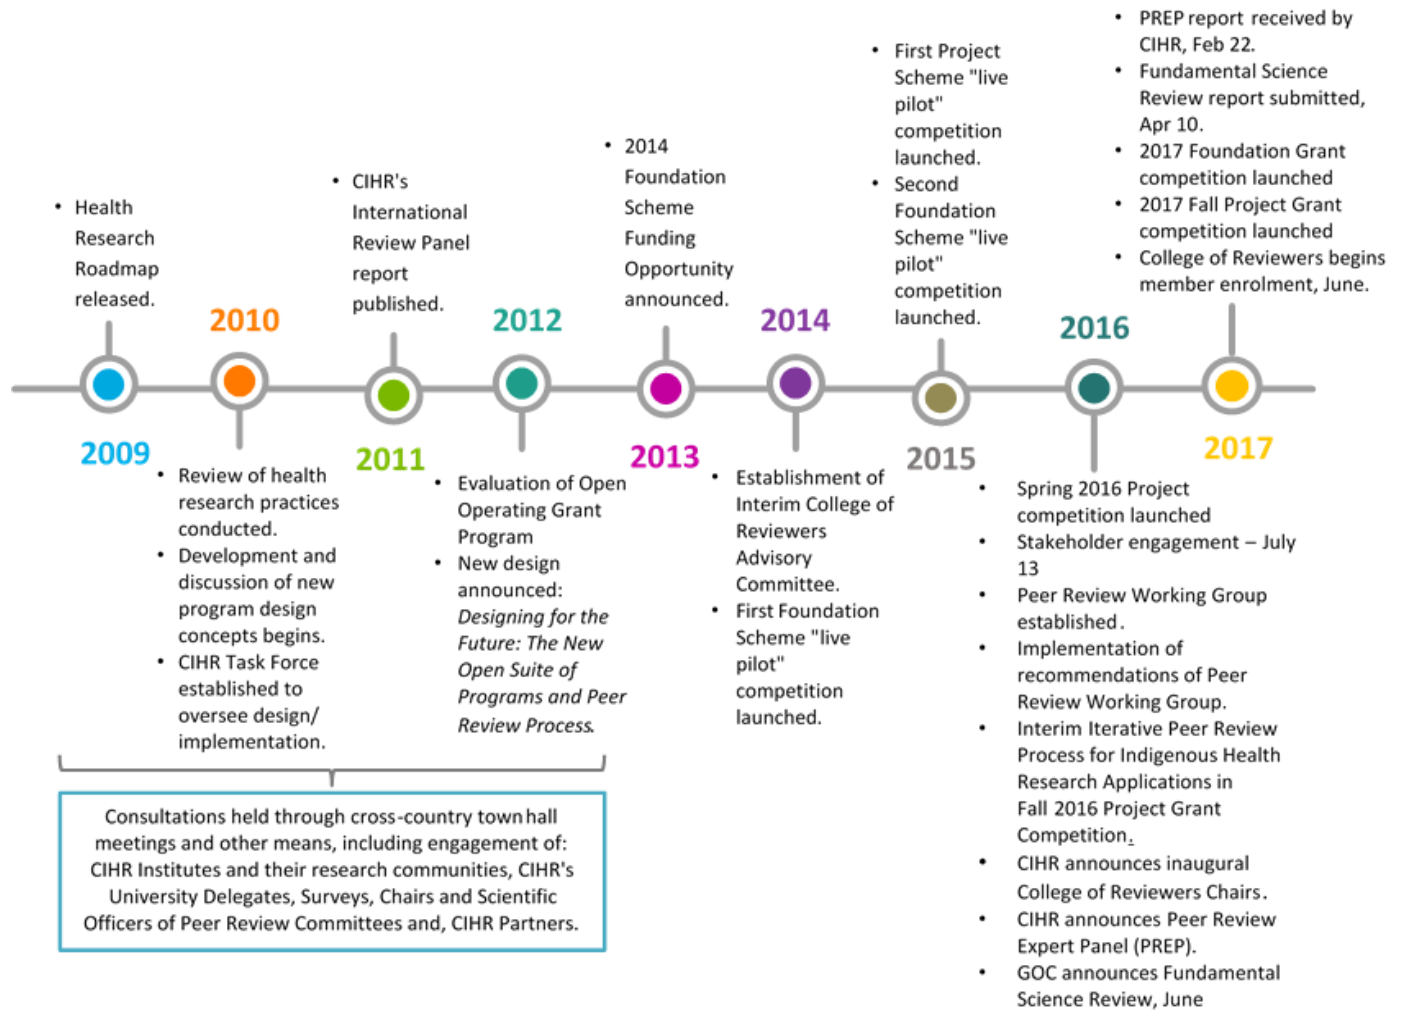 • Health
Research
Roadmap
released.
2009
2010
• Review of health
research practices
conducted.
• Development and
discussion of new
program design
concepts begins.
• CIHR Task Force
established to
oversee design/
implementation.
• CIHR's
International
Review Panel
report
published.
2011
2012
• Evaluation of Open
Operating Grant
Program
• New design
announced:
Designing for the
Future: The New
Open Suite of
Programs and Peer
Review Process.
• 2014
Foundation
Scheme
Funding
Opportunity
announced.
2013
2014
• Establishment of
Interim College of
Reviewers
Advisory
Committee.
• First Foundation
Scheme "live
pilot"
competition
launched.
• First Project
Scheme "live
pilot"
competition
launched.
• Second
Foundation
Scheme "live
pilot"
competition
launched.
2015
2016
• Spring 2016 Project
competition launched
• Stakeholder engagement – July
13
• Peer Review Working Group
established.
• Implementation of
recommendations of Peer
Review Working Group.
• Interim Iterative Peer Review
Process for Indigenous Health
Research Applications in
Fall 2016 Project Grant
Competition.
• CIHR announces inaugural
College of Reviewers Chairs.
• CIHR announces Peer Review
Expert Panel (PREP).
• GOC announces Fundamental
Science Review, June
• PREP report received by
CIHR, Feb 22.
• Fundamental Science
Review report submitted,
Apr 10.
• 2017 Foundation Grant
competition launched
• 2017 Fall Project Grant
competition launched
• College of Reviewers begins
member enrolment, June.
2017
Consultations held through cross-country town hall
meetings and other means, including engagement of:
CIHR Institutes and their research communities, CIHR's
University Delegates, Surveys, Chairs and Scientific
Officers of Peer Review Committees and, CIHR Partners.